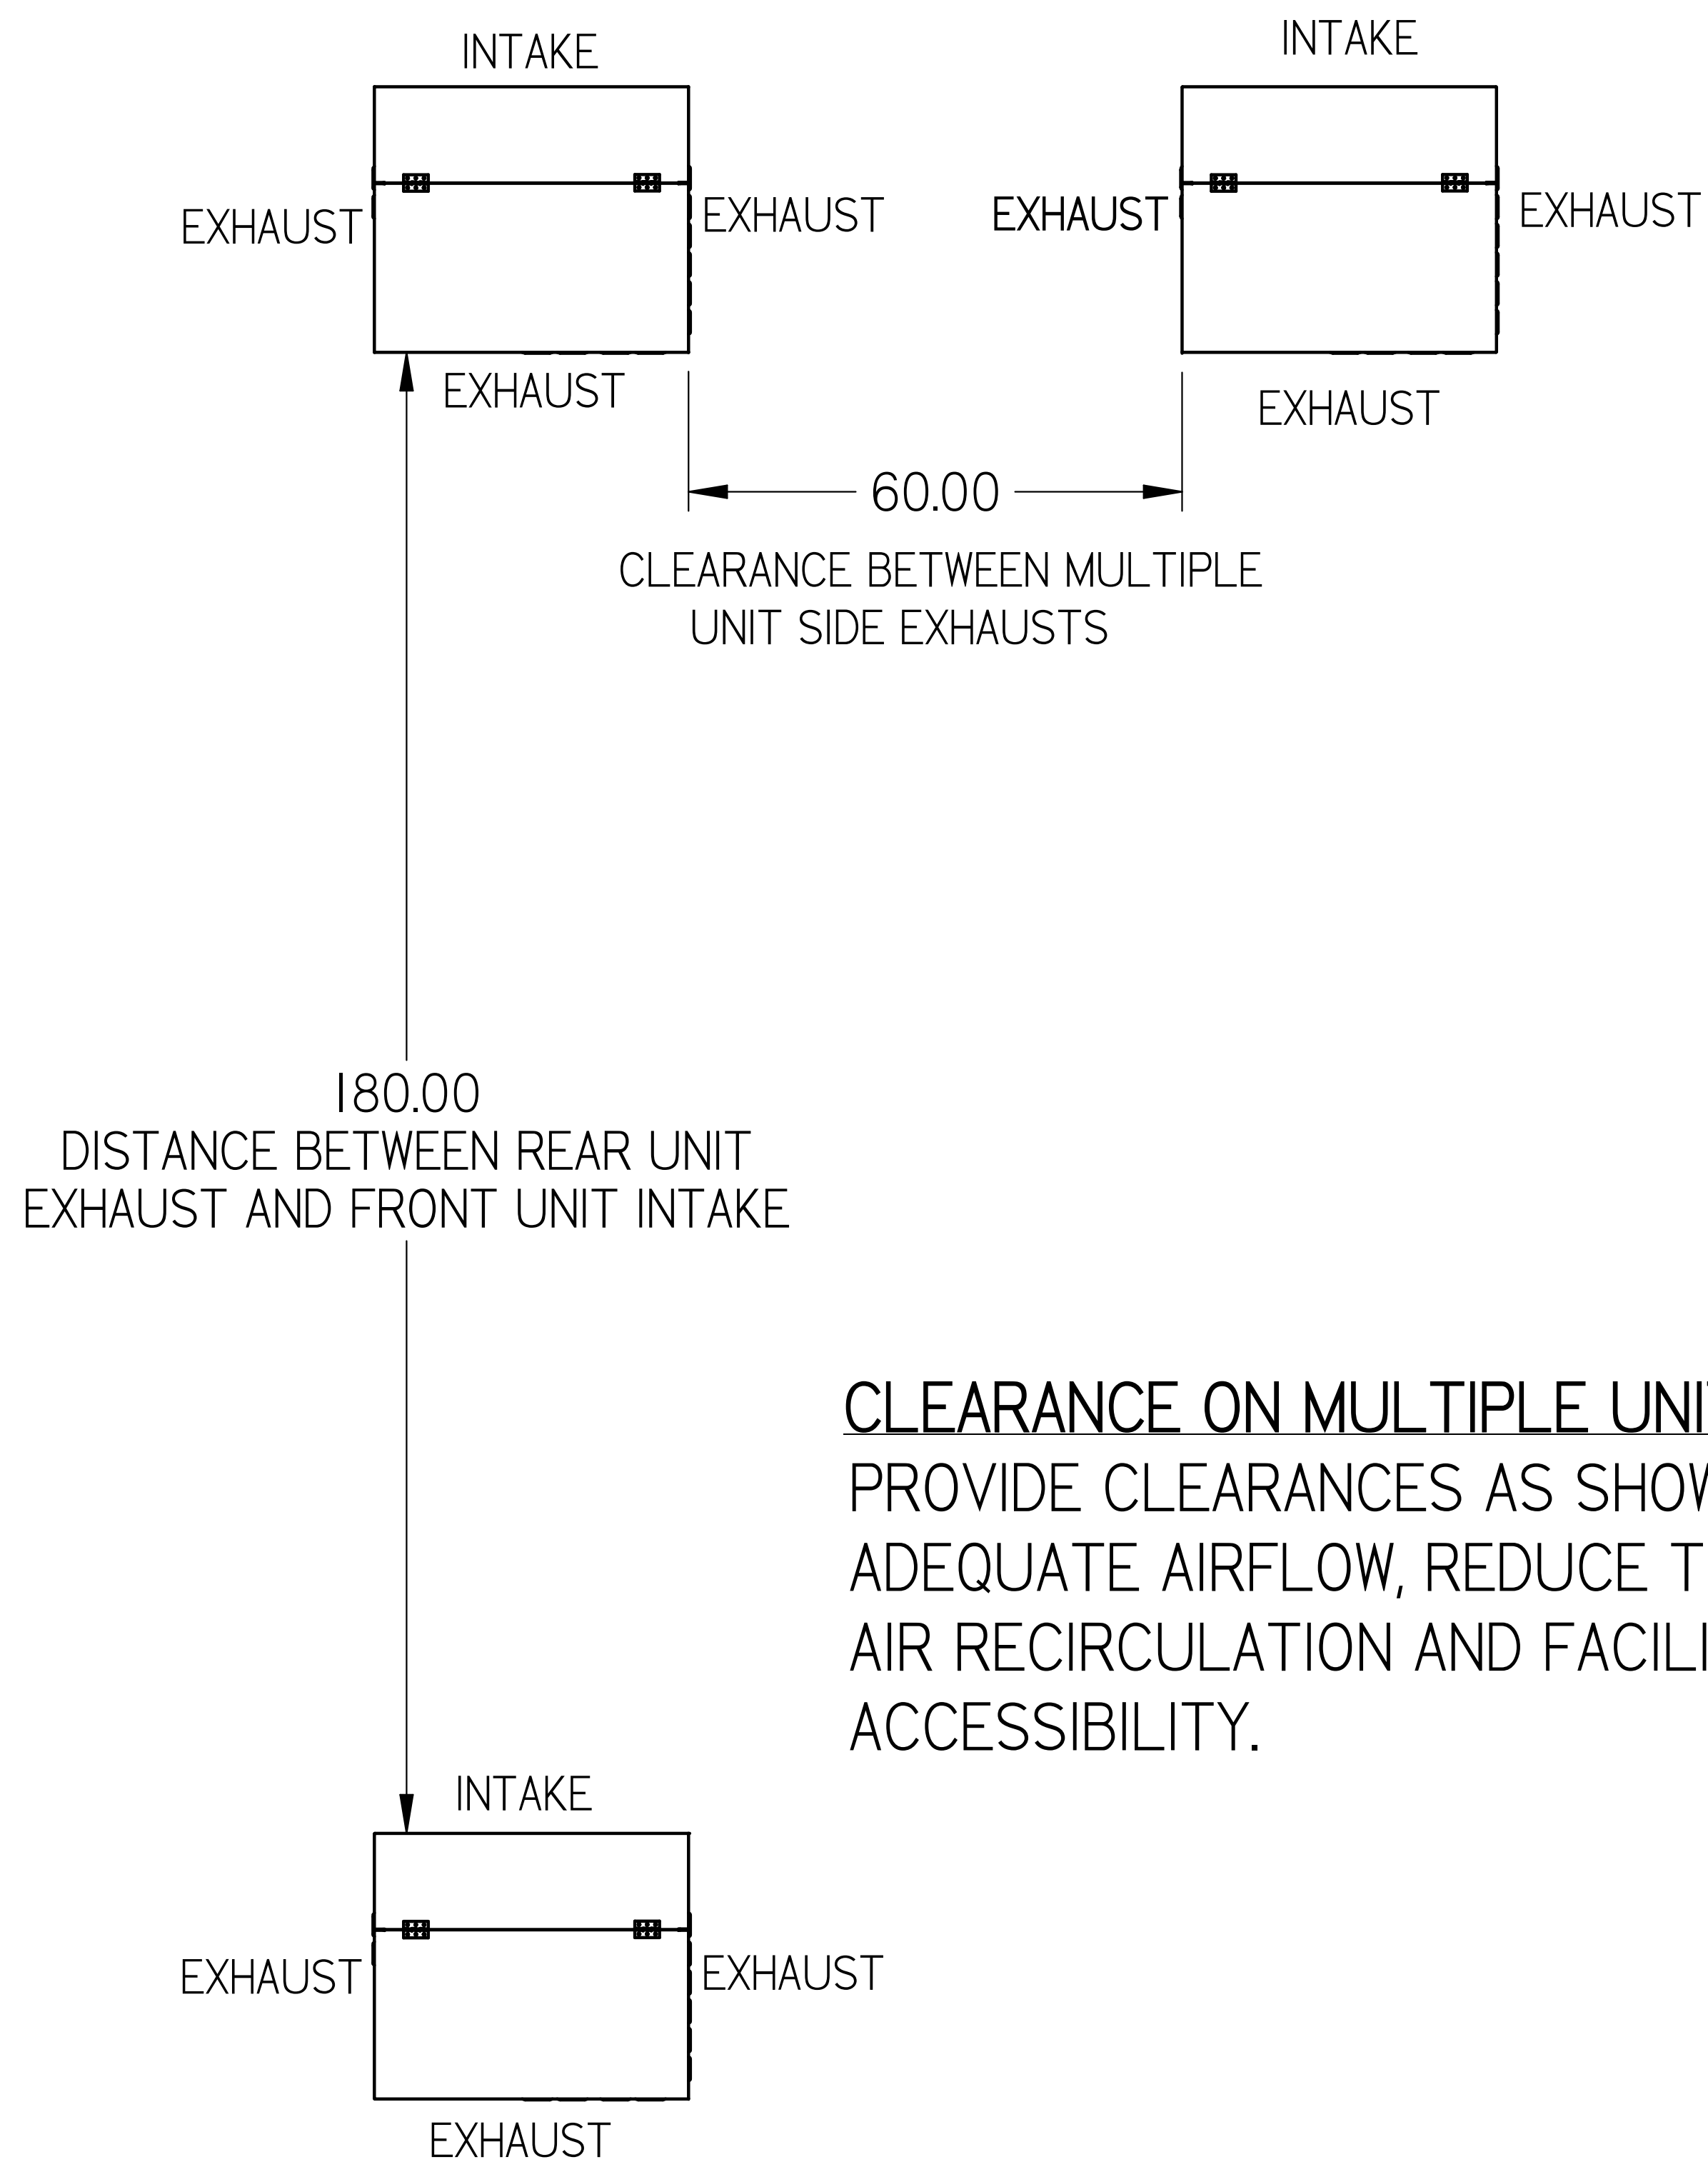 INTAKE
INTAKE
EXHAUST
EXHAUST
EXHAUST
EXHAUST
EXHAUST
EXHAUST
60.00
CLEARANCE BETWEEN MULTIPLE
UNIT SIDE EXHAUSTS
180.00
DISTANCE BETWEEN REAR UNIT
EXHAUST AND FRONT UNIT INTAKE
CLEARANCE ON MULTIPLE
PROVIDE CLEARANCES AS
ADEQUATE AIRFLOW, REDUCE
AIR RECIRCULATION AND
ACCESSIBILITY.
INTAKE
EXHAUST
EXHAUST
EXHAUST